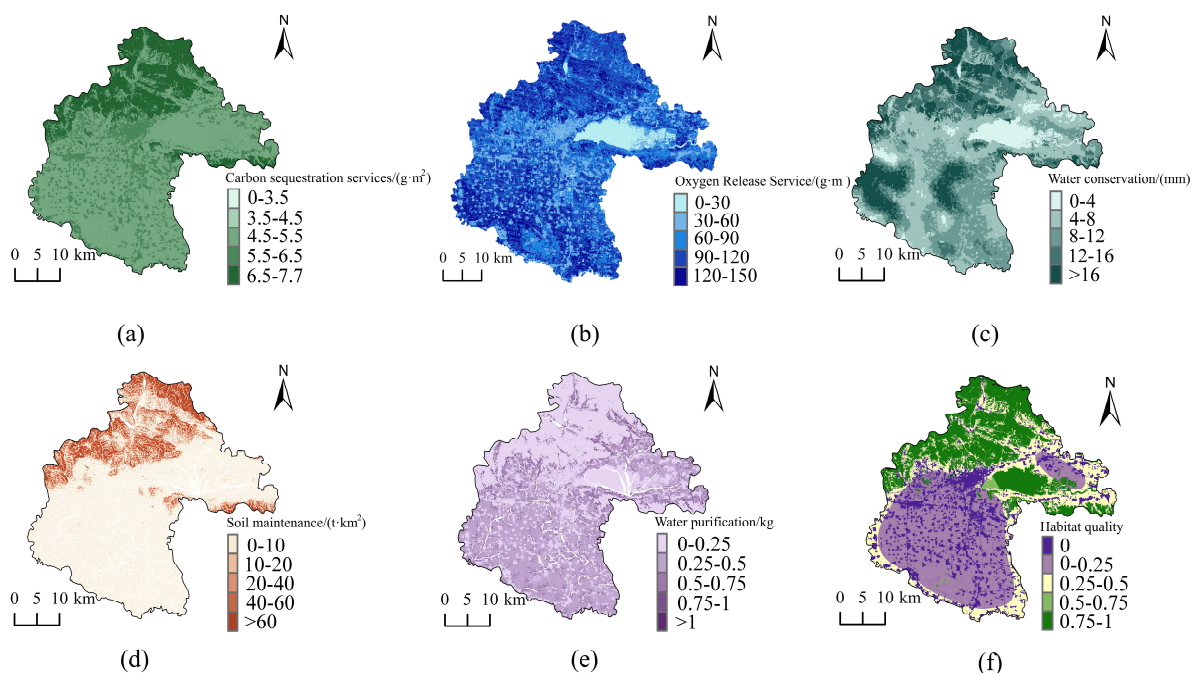 N
Carbon sequestration services/(g·m²)
0-3.5
3.5-4.5
4.5-5.5
5.5-6.5
6.5-7.7
0 5 10 km
(a)
N
Oxygen Release Service/(g·m )
0-30
30-60
60-90
90-120
120-150
0 5 10 km
(b)
N
Water conservation/(mm)
0-4
4-8
8-12
12-16
>16
0 5 10 km
(c)
N
Soil maintenance/(t·km²)
0-10
10-20
20-40
40-60
>60
0 5 10 km
(d)
N
Water purification/kg
0-0.25
0.25-0.5
0.5-0.75
0.75-1
>1
0 5 10 km
(e)
N
Habitat quality
0
0-0.25
0.25-0.5
0.5-0.75
0.75-1
0 5 10 km
(f)